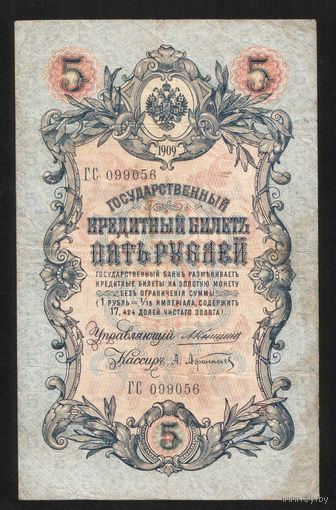 5 5
1909
ГС 099056
ГОСУДАРСТВЕННЫЙ
КРЕДИТНЫЙ БИЛЕТЪ
ПЯТЬ РУБЛЕЙ
ГОСУДАРСТВЕННЫЙ БАНКЪ РАЗМѢНИВАЕТЪ
КРЕДИТНЫЕ БИЛЕТЫ НА ЗОЛОТУЮ МОНЕТУ
БЕЗЪ ОГРАНИЧЕНІЯ СУММЫ
(1 РУБЛЬ = 1/15 ИМПЕРІАЛА, СОДЕРЖИТЪ
17,424 ДОЛЕЙ ЧИСТАГО ЗОЛОТА)
Управляющій
Кассиръ
ГС 099056
5